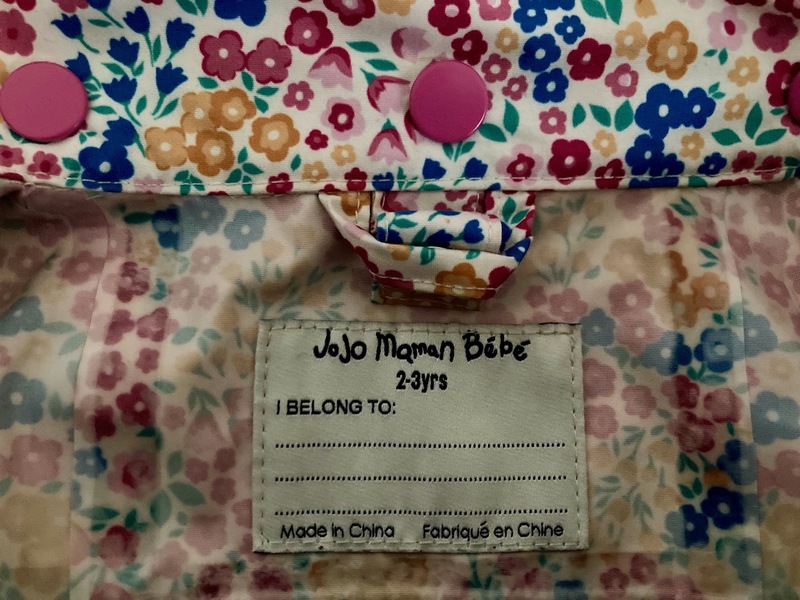 JoJo Maman Bébé
2-3yrs
I BELONG TO:
Made in China Fabriqué en Chine